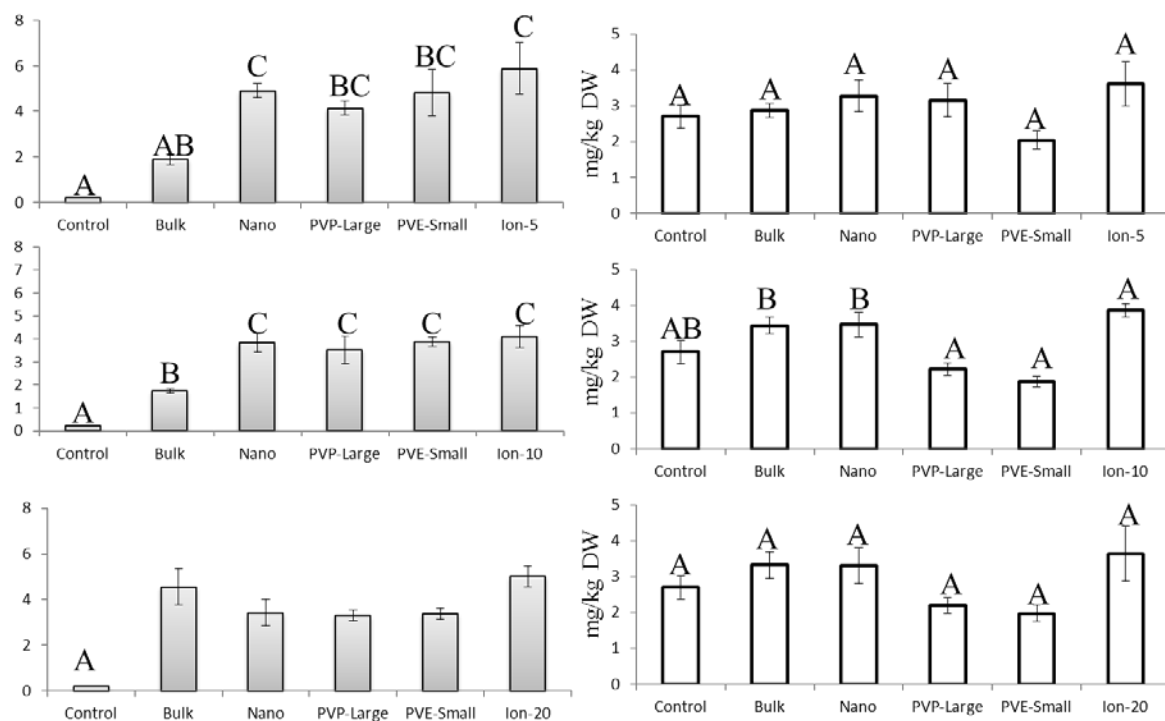 8
6
4
2
0
A
AB
C
BC
BC
C
Control Bulk Nano PVP-Large PVE-Small Ion-5
mg/kg DW
5
4
3
2
1
0
A
A
A
A
A
A
Control Bulk Nano PVP-Large PVE-Small Ion-5
8
7
6
5
4
3
2
1
0
A
B
C
C
C
C
Control Bulk Nano PVP-Large PVE-Small Ion-10
mg/kg DW
5
4
3
2
1
0
AB
B
B
A
A
A
Control Bulk Nano PVP-Large PVE-Small Ion-10
8
6
4
2
0
A
Control Bulk Nano PVP-Large PVE-Small Ion-20
mg/kg DW
5
4
3
2
1
0
A
A
A
A
A
A
Control Bulk Nano PVP-Large PVE-Small Ion-20